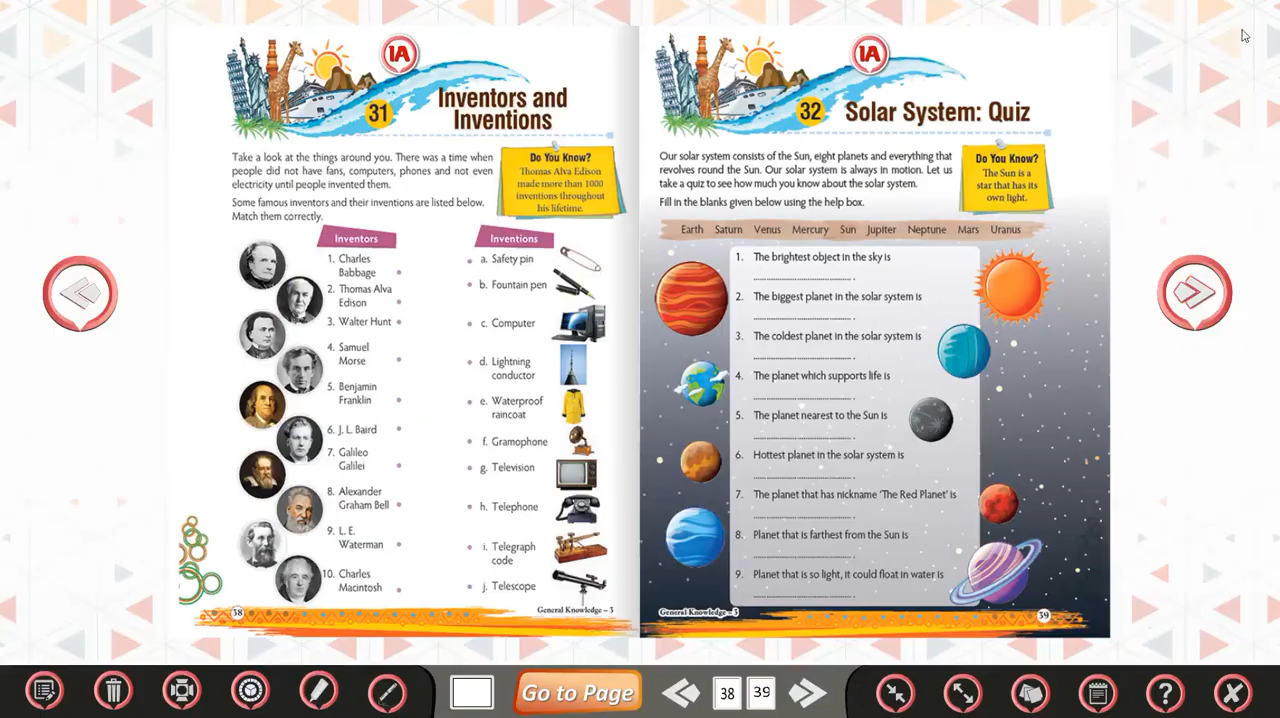 1A
31
Inventors and
Inventions
Take a look at the things around you. There was a time when
people did not have fans, computers, phones and not even
electricity until people invented them.
Some famous inventors and their inventions are listed below.
Match them correctly.
Do You Know?
Thomas Alva Edison
made more than 1000
inventions throughout
his lifetime.
Inventors
Inventions
1. Charles
Babbage
2. Thomas Alva
Edison
3. Walter Hunt
4. Samuel
Morse
5. Benjamin
Franklin
6. J. L. Baird
7. Galileo
Galilei
8. Alexander
Graham Bell
9. L. E.
Waterman
10. Charles
Macintosh
a. Safety pin
b. Fountain pen
c. Computer
d. Lightning
conductor
e. Waterproof
raincoat
f. Gramophone
g. Television
h. Telephone
i. Telegraph
code
j. Telescope
38
General Knowledge – 3
1A
32
Solar System: Quiz
Our solar system consists of the Sun, eight planets and everything that
revolves round the Sun. Our solar system is always in motion. Let us
take a quiz to see how much you know about the solar system.
Fill in the blanks given below using the help box.
Do You Know?
The Sun is a
star that has its
own light.
Earth Saturn Venus Mercury Sun Jupiter Neptune Mars Uranus
1. The brightest object in the sky is
.............................. .
2. The biggest planet in the solar system is
.............................. .
3. The coldest planet in the solar system is
.............................. .
4. The planet which supports life is
.............................. .
5. The planet nearest to the Sun is
.............................. .
6. Hottest planet in the solar system is
.............................. .
7. The planet that has nickname ‘The Red Planet’ is
.............................. .
8. Planet that is farthest from the Sun is
.............................. .
9. Planet that is so light, it could float in water is
.............................. .
General Knowledge – 3
39
Go to Page
38 39
?